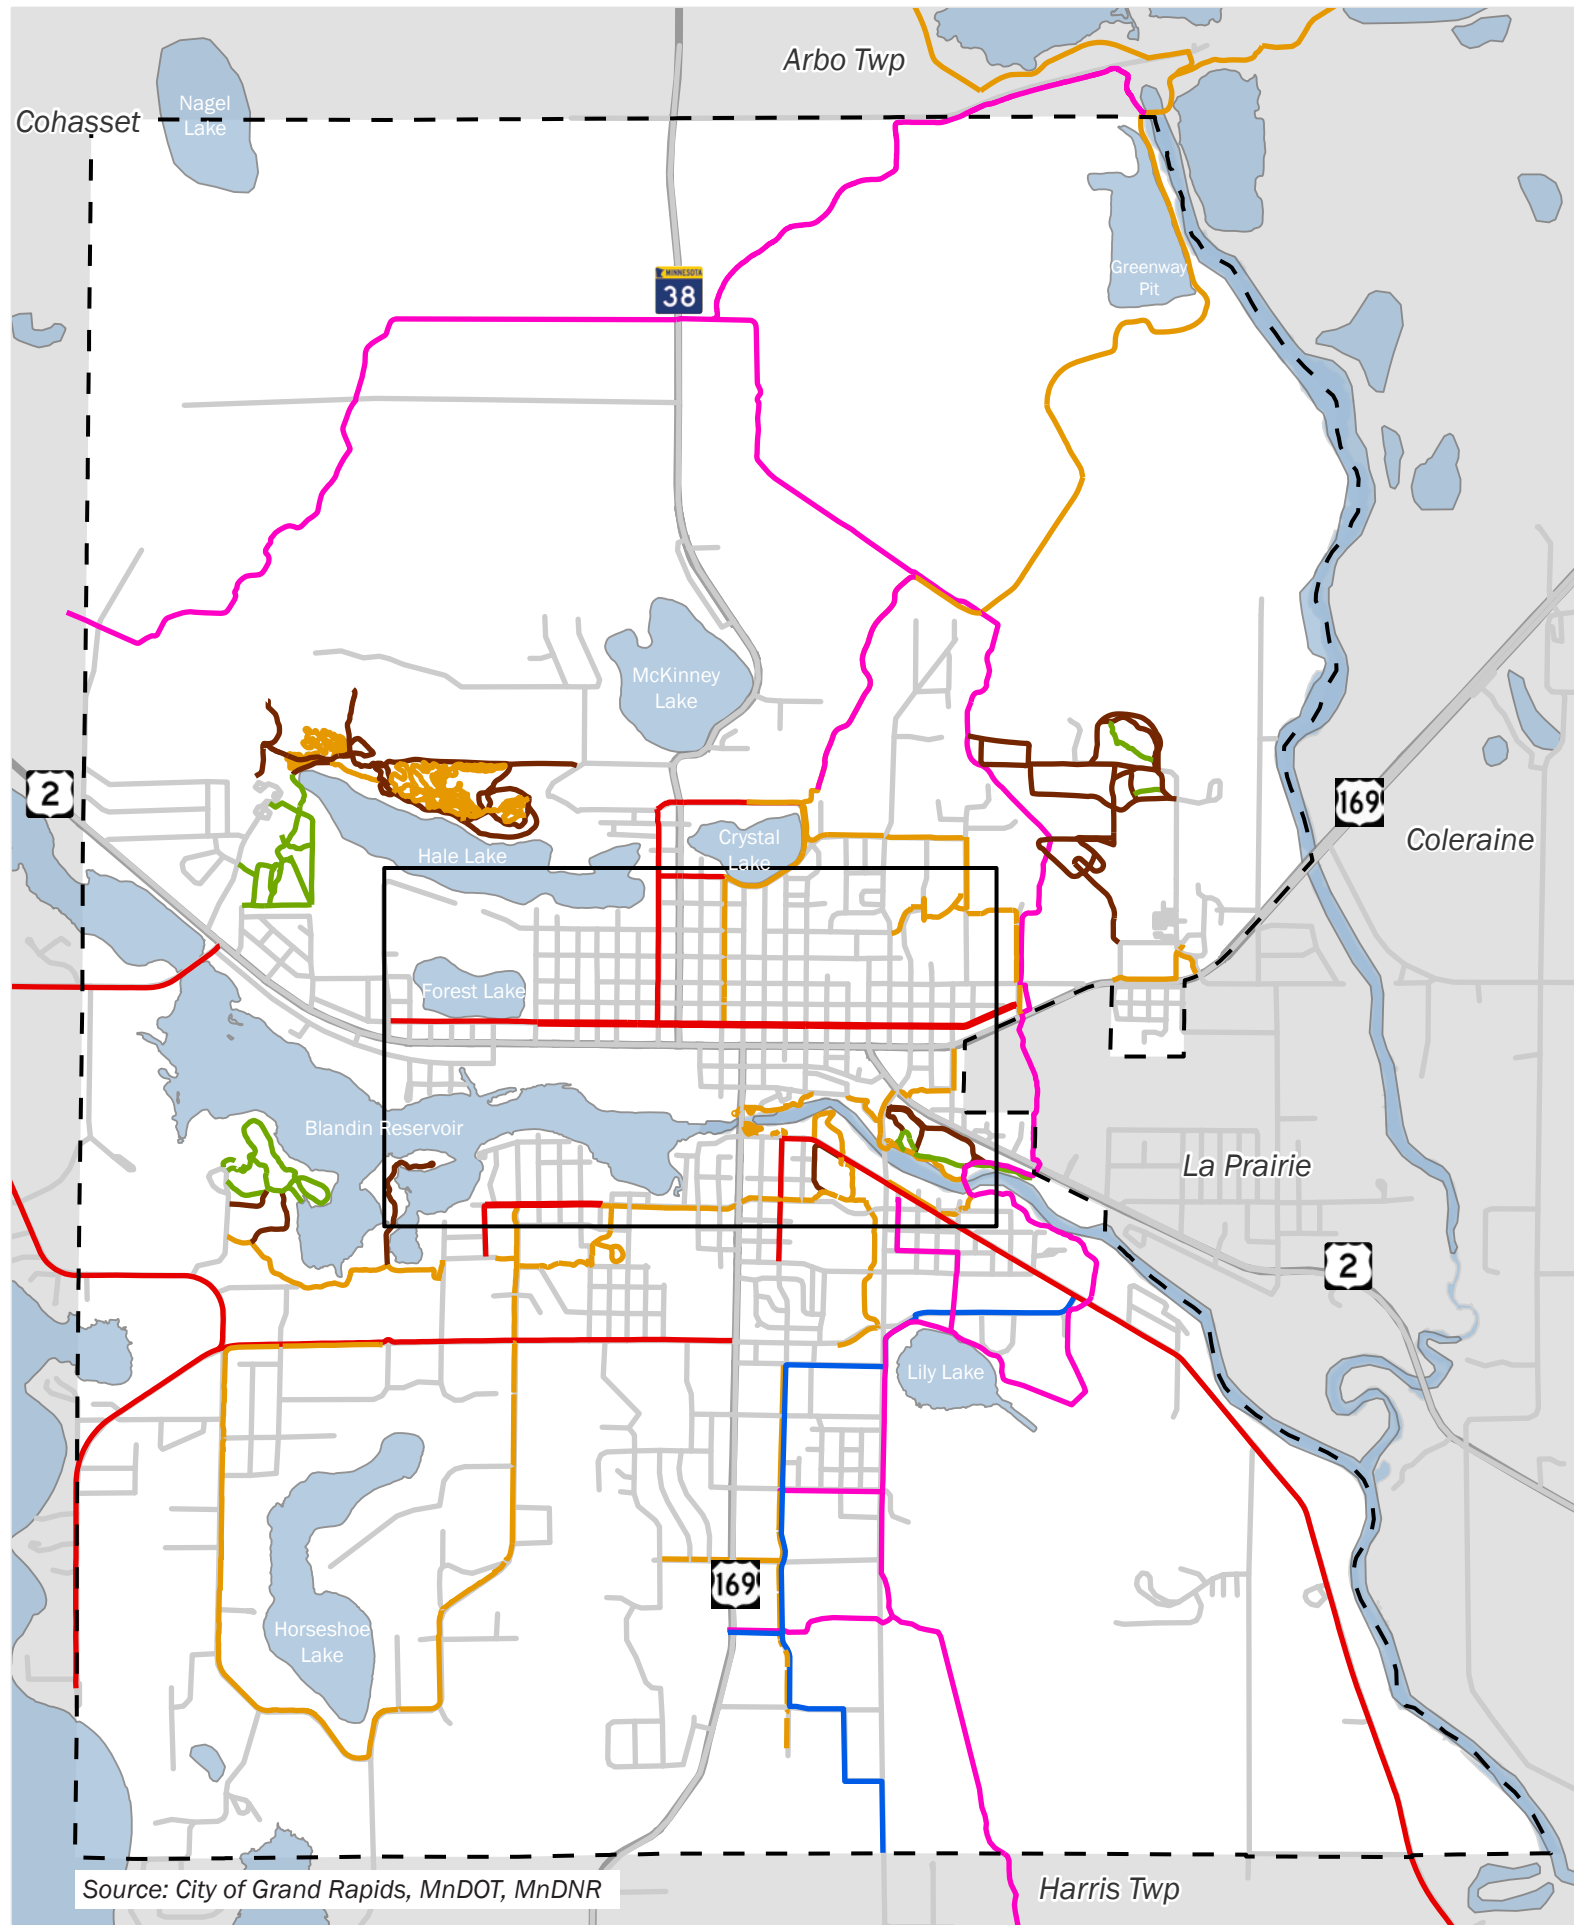 Arbo Twp
Nagel
Lake
Cohasset
Greenway
Pit
MINNESOTA
38
McKinney
Lake
2
169
Crystal
Lake
Coleraine
Hale Lake
Forest Lake
Blandin Reservoir
La Prairie
2
Lily Lake
169
Horseshoe
Lake
Source: City of Grand Rapids, MnDOT, MnDNR
Harris Twp